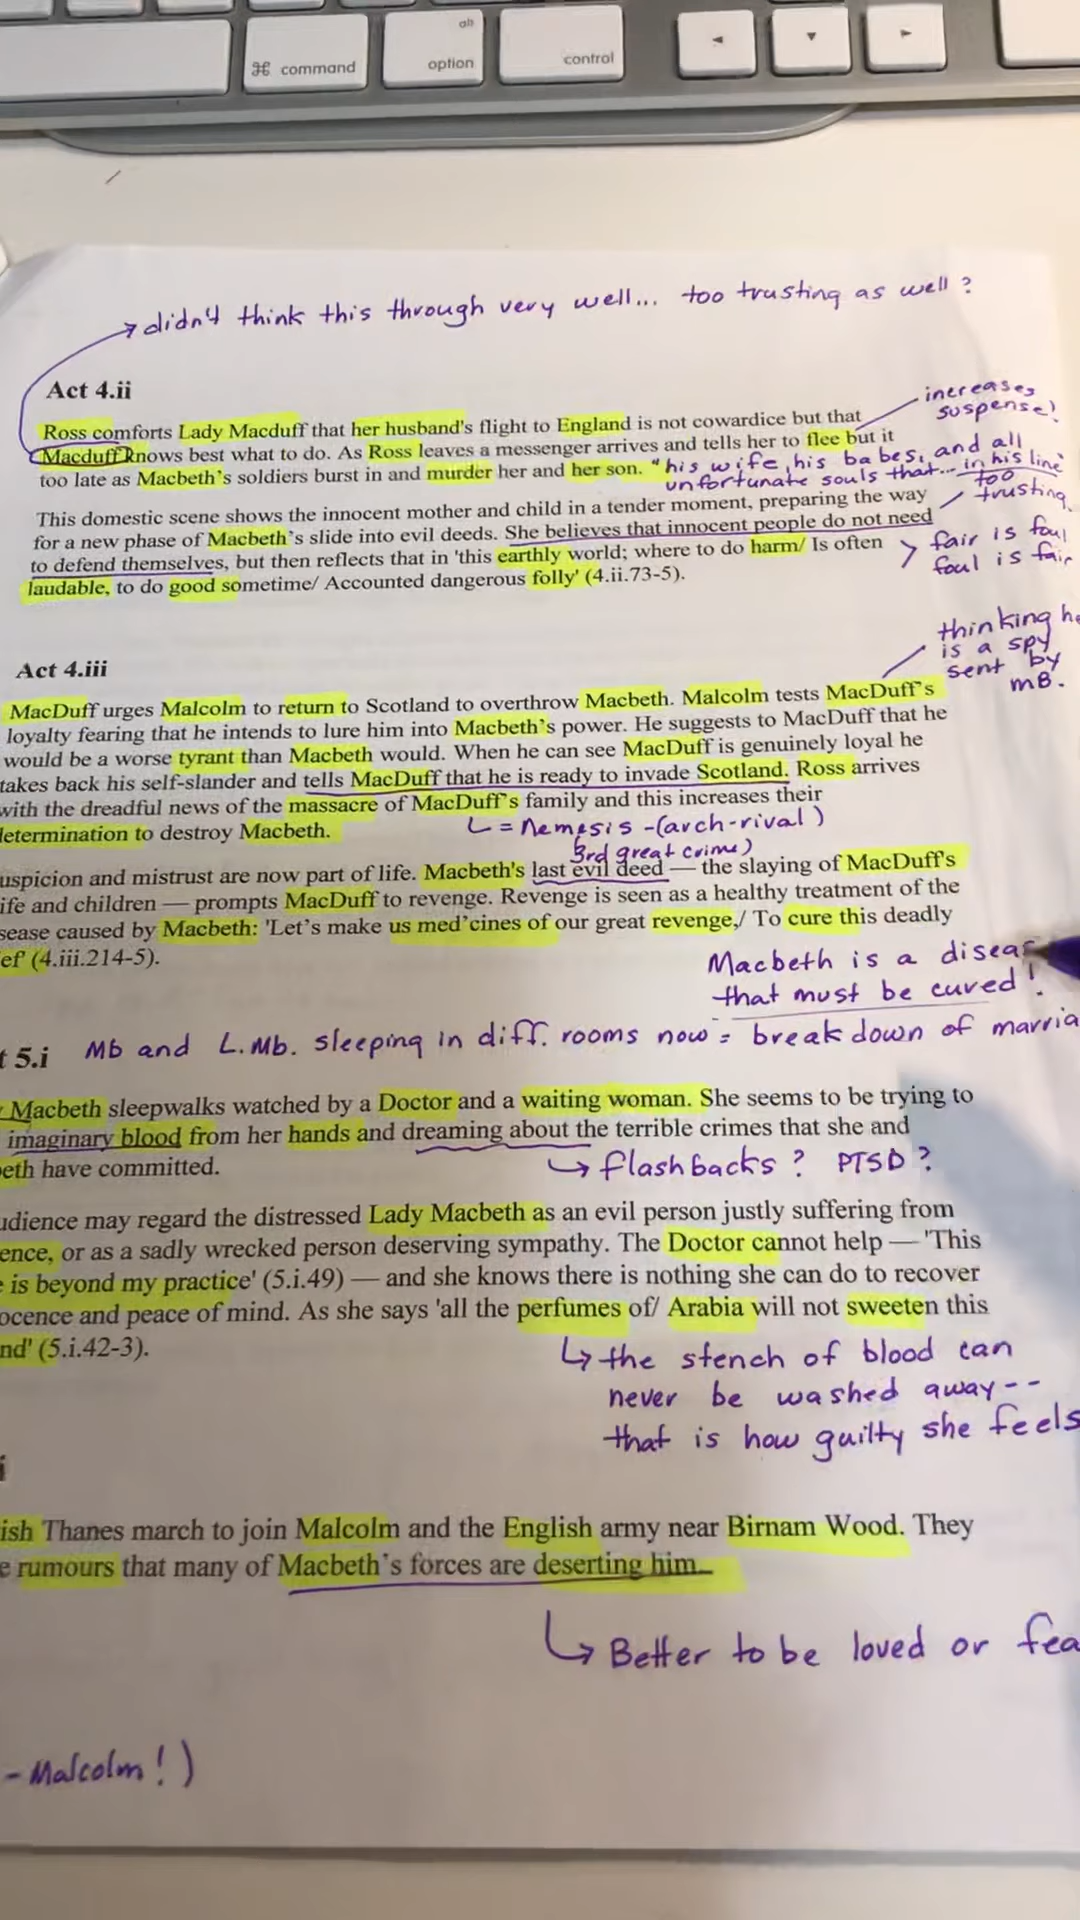 ⌘ command
alt
option
control
◄
▼
►
didn't think this through very well... too trusting as well?
Act 4.ii
increases
suspense!
Ross comforts Lady Macduff that her husband's flight to England is not cowardice but that
Macduff knows best what to do. As Ross leaves a messenger arrives and tells her to flee but it
too late as Macbeth's soldiers burst in and murder her and her son.
"his wife, his babes, and all
unfortunate souls that... in his line"
too
trusting
This domestic scene shows the innocent mother and child in a tender moment, preparing the way
for a new phase of Macbeth's slide into evil deeds. She believes that innocent people do not need
to defend themselves, but then reflects that in 'this earthly world; where to do harm/ Is often
laudable, to do good sometime/ Accounted dangerous folly' (4.ii.73-5).
fair is foul
foul is fair
Act 4.iii
thinking he
is a spy
sent by
mB.
MacDuff urges Malcolm to return to Scotland to overthrow Macbeth. Malcolm tests MacDuff's
loyalty fearing that he intends to lure him into Macbeth's power. He suggests to MacDuff that he
would be a worse tyrant than Macbeth would. When he can see MacDuff is genuinely loyal he
takes back his self-slander and tells MacDuff that he is ready to invade Scotland. Ross arrives
with the dreadful news of the massacre of MacDuff's family and this increases their
determination to destroy Macbeth.
= nemesis - (arch-rival)
3rd great crime)
uspicion and mistrust are now part of life. Macbeth's last evil deed — the slaying of MacDuff's
ife and children — prompts MacDuff to revenge. Revenge is seen as a healthy treatment of the
sease caused by Macbeth: 'Let's make us med'cines of our great revenge,/ To cure this deadly
ef' (4.iii.214-5).
Macbeth is a diseas
that must be cured!
t 5.i
Mb and L.Mb. sleeping in diff. rooms now = breakdown of marria
Macbeth sleepwalks watched by a Doctor and a waiting woman. She seems to be trying to
imaginary blood from her hands and dreaming about the terrible crimes that she and
eth have committed.
flashbacks? PTSD?
udience may regard the distressed Lady Macbeth as an evil person justly suffering from
ence, or as a sadly wrecked person deserving sympathy. The Doctor cannot help — 'This
e is beyond my practice' (5.i.49) — and she knows there is nothing she can do to recover
ocence and peace of mind. As she says 'all the perfumes of/ Arabia will not sweeten this
nd' (5.i.42-3).
the stench of blood can
never be washed away--
that is how guilty she feels
i
ish Thanes march to join Malcolm and the English army near Birnam Wood. They
e rumours that many of Macbeth's forces are deserting him.
Better to be loved or fea
- Malcolm!)